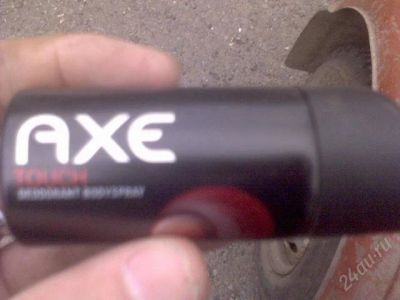 AXE
TOUCH
DEODORANT BODYSPRAY
24au.ru